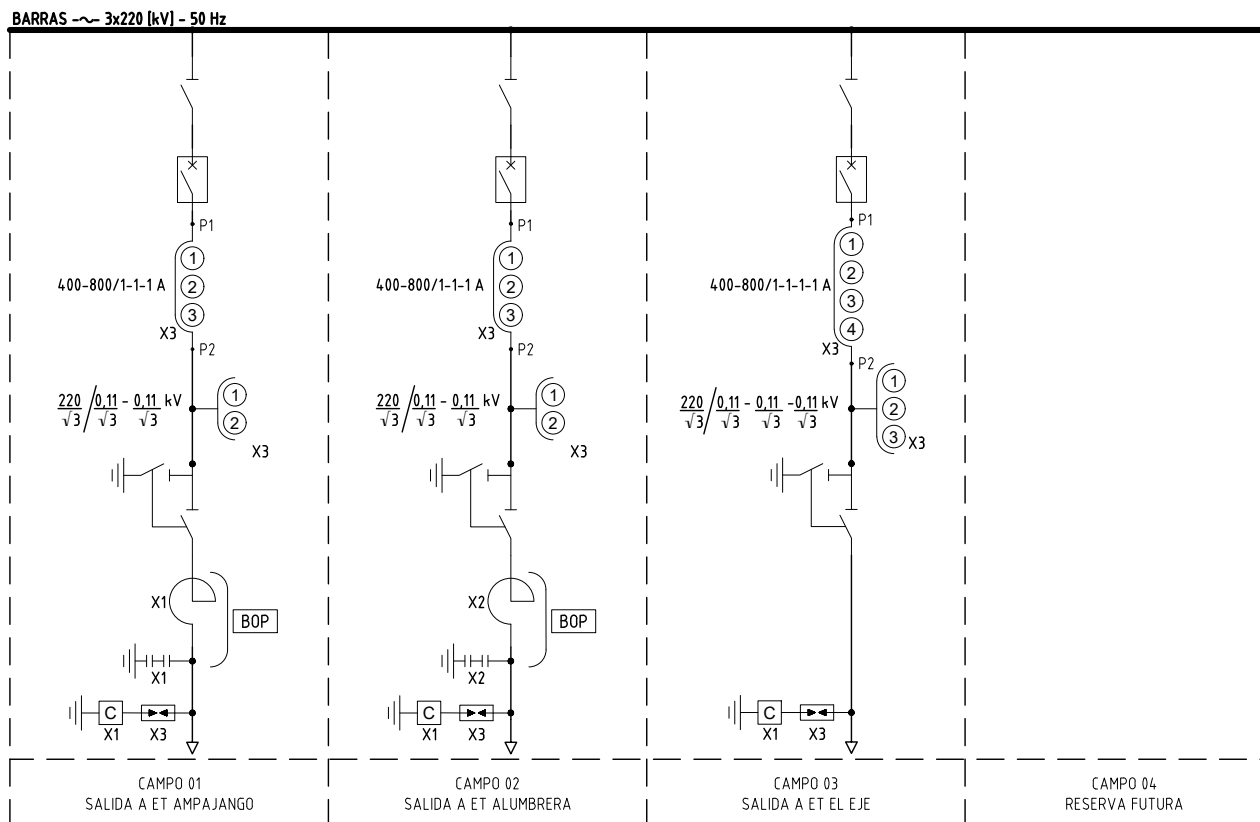 BARRAS -~- 3x220 [kV] - 50 Hz
P1
1
400-800/1-1-1 A
2
3
X3
P2
220/√3 / 0,11/√3 - 0,11/√3 kV
1
2
X3
X1
BOP
X1
C
X1
X3
CAMPO 01
SALIDA A ET AMPAJANGO
P1
1
400-800/1-1-1 A
2
3
X3
P2
220/√3 / 0,11/√3 - 0,11/√3 kV
1
2
X3
X2
BOP
X2
C
X1
X3
CAMPO 02
SALIDA A ET ALUMBRERA
P1
1
2
400-800/1-1-1-1 A
3
4
X3
P2
220/√3 / 0,11/√3 - 0,11/√3 - 0,11/√3 kV
1
2
3
X3
C
X1
X3
CAMPO 03
SALIDA A ET EL EJE
CAMPO 04
RESERVA FUTURA